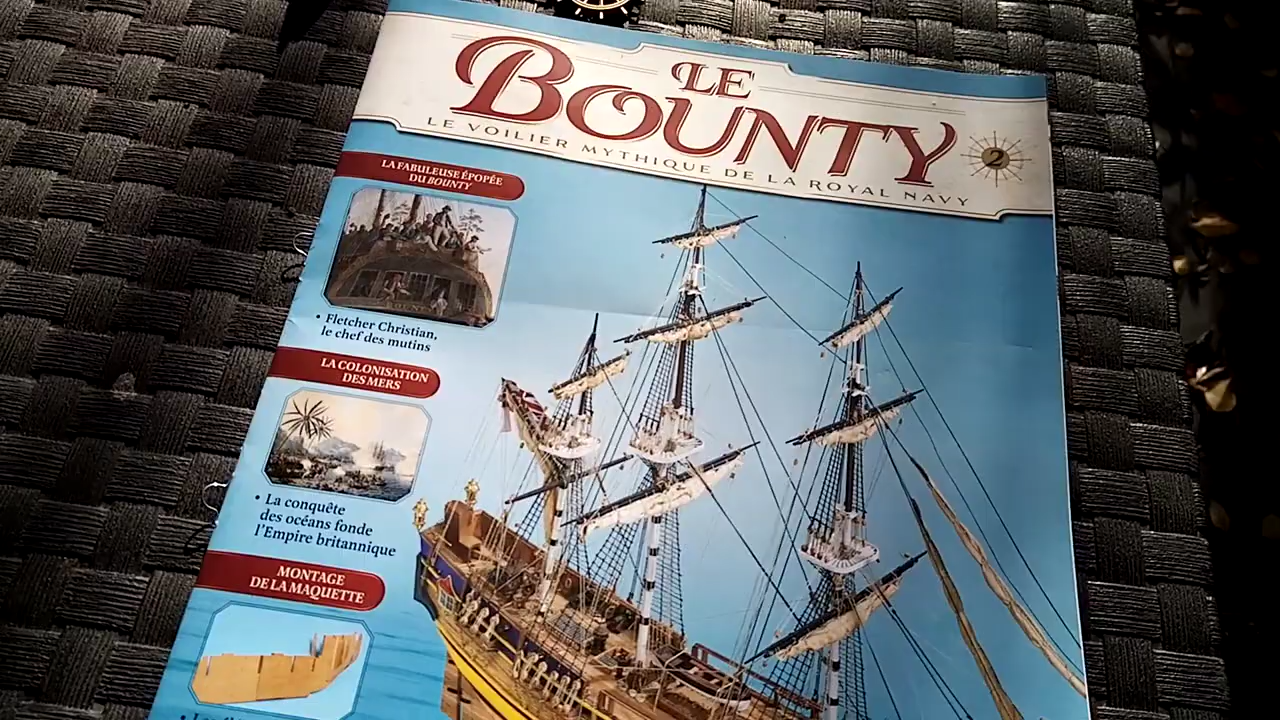 LE
BOUNTY
LE VOILIER MYTHIQUE DE LA ROYAL NAVY
2
LA FABULEUSE ÉPOPÉE
DU BOUNTY
• Fletcher Christian,
le chef des mutins
LA COLONISATION
DES MERS
• La conquête
des océans fonde
l'Empire britannique
MONTAGE
DE LA MAQUETTE